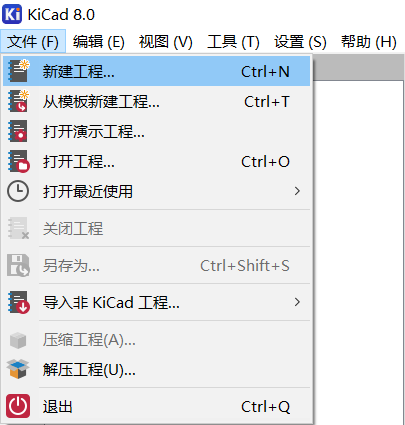 KiCad 8.0
文件 (F) 编辑 (E) 视图 (V) 工具 (T) 设置 (S) 帮助 (H)
新建工程... Ctrl+N
从模板新建工程... Ctrl+T
打开演示工程...
打开工程... Ctrl+O
打开最近使用
关闭工程
另存为... Ctrl+Shift+S
导入非 KiCad 工程...
压缩工程(A)...
解压工程(U)...
退出 Ctrl+Q